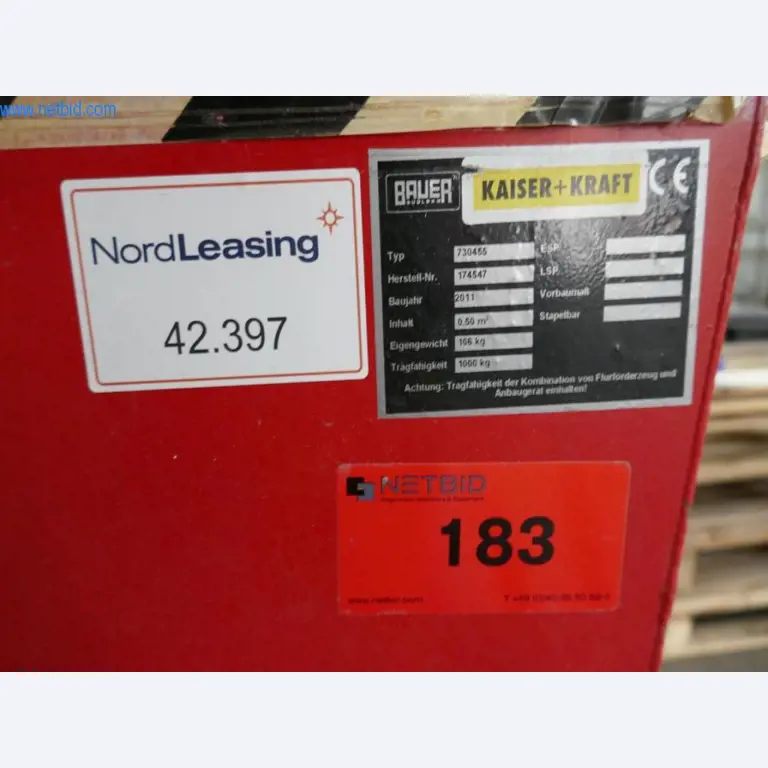 www.netbid.com
NordLeasing
42.397
BAUER
SÜDLOHN
KAISER+KRAFT
CE
Typ 730455
Herstell-Nr. 174547
Baujahr 2011
Inhalt 0,50 m³
Eigengewicht 106 kg
Tragfähigkeit 1000 kg
ESP
LSP
Vorbaumaß
Stapelbar
Achtung: Tragfähigkeit der Kombination von Flurförderzeug und
Anbaugerät einhalten!
NETBID
183
www.netbid.com